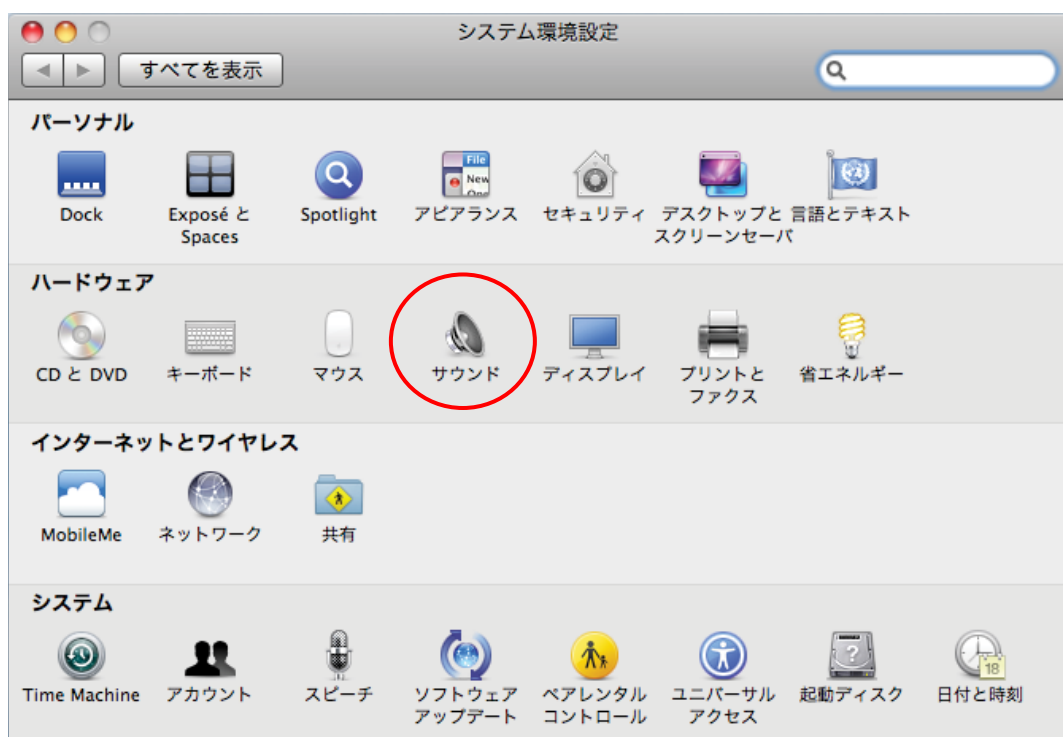 システム環境設定
すべてを表示
パーソナル
Dock
Exposé と
Spaces
Spotlight
File
New
One
アピアランス
セキュリティ
デスクトップと
スクリーンセーバ
言語とテキスト
ハードウェア
CD と DVD
キーボード
マウス
サウンド
ディスプレイ
プリントと
ファクス
省エネルギー
インターネットとワイヤレス
MobileMe
ネットワーク
共有
システム
Time Machine
アカウント
スピーチ
ソフトウェア
アップデート
ペアレンタル
コントロール
ユニバーサル
アクセス
?
起動ディスク
18
日付と時刻